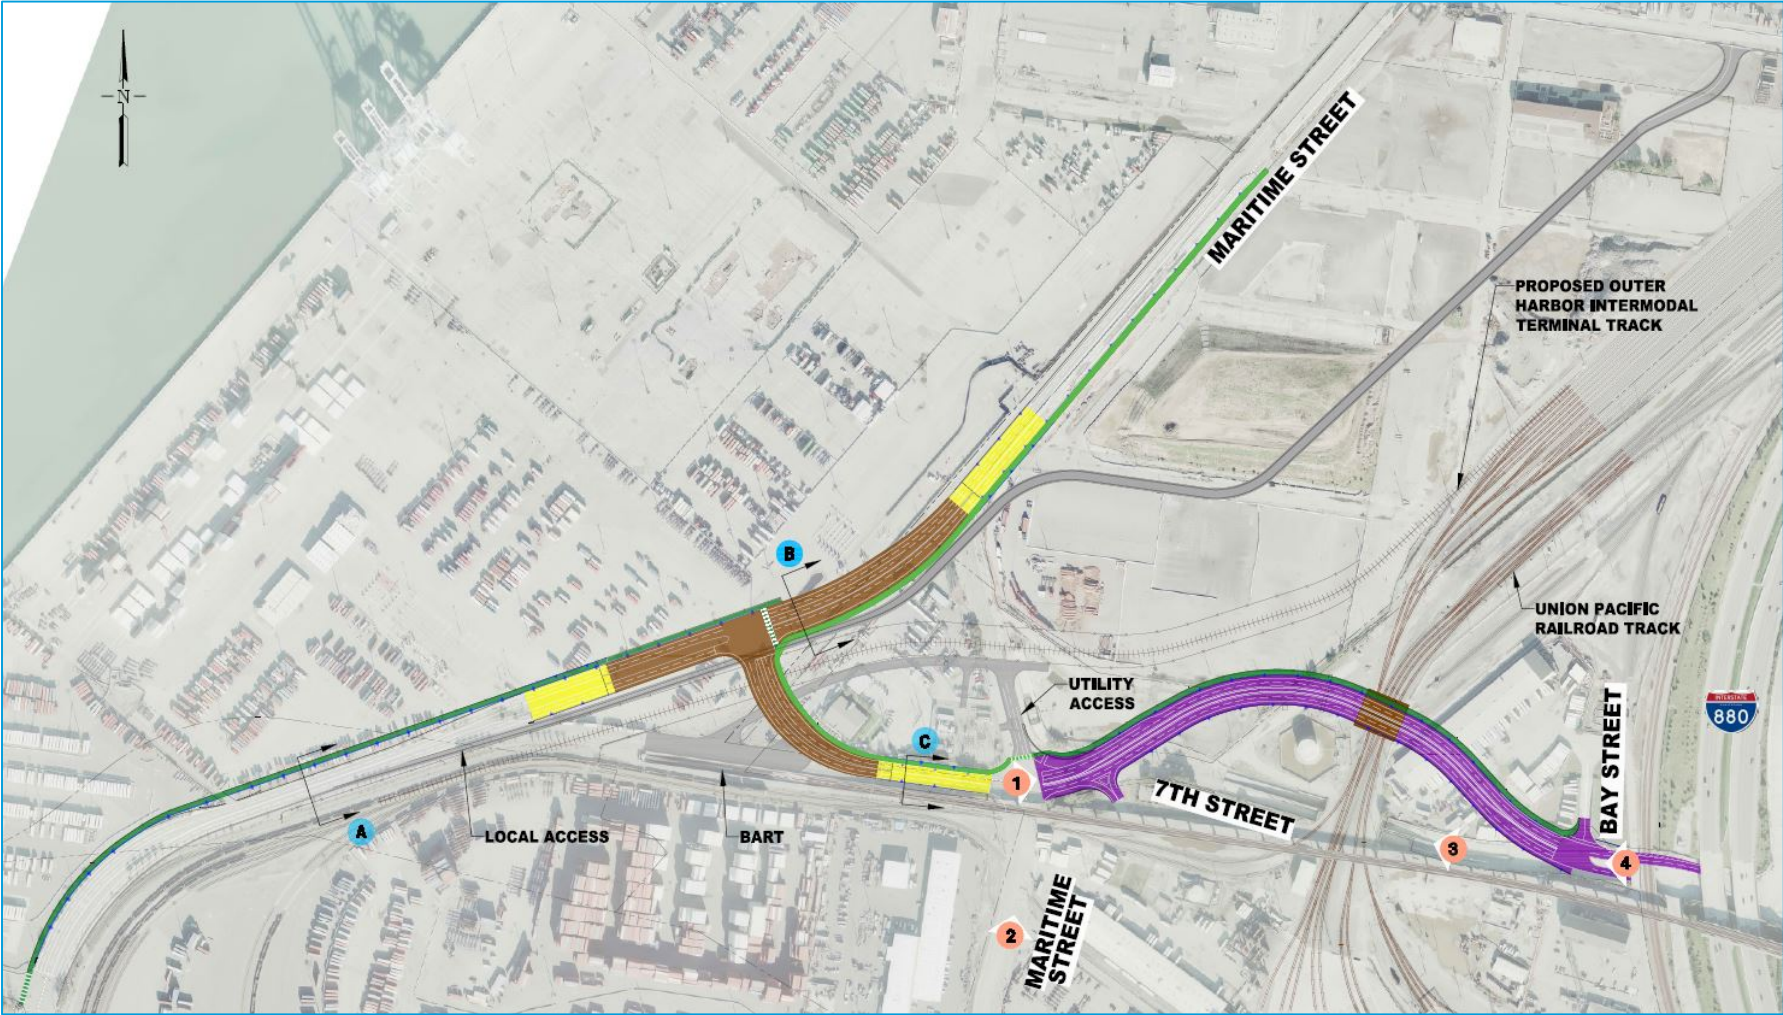 N
MARITIME STREET
PROPOSED OUTER
HARBOR INTERMODAL
TERMINAL TRACK
B
UNION PACIFIC
RAILROAD TRACK
UTILITY
ACCESS
INTERSTATE
880
BAY STREET
C
1
7TH STREET
A
LOCAL ACCESS
BART
3
4
2
MARITIME
STREET